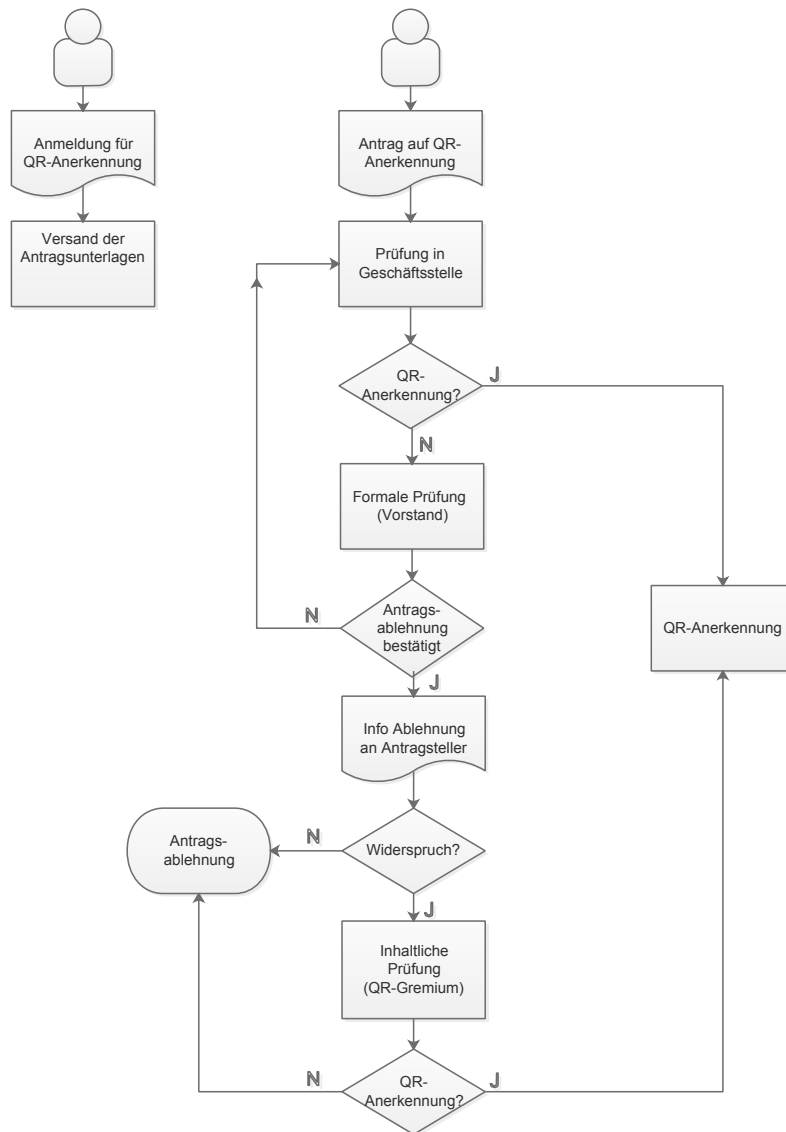 Anmeldung für
QR-Anerkennung
Versand der
Antragsunterlagen
Antrag auf QR-
Anerkennung
Prüfung in
Geschäftsstelle
QR-
Anerkennung?
J
N
Formale Prüfung
(Vorstand)
Antrags-
ablehnung
bestätigt
N
J
QR-Anerkennung
Info Ablehnung
an Antragsteller
Widerspruch?
N
Antrags-
ablehnung
J
Inhaltliche
Prüfung
(QR-Gremium)
QR-
Anerkennung?
N
J